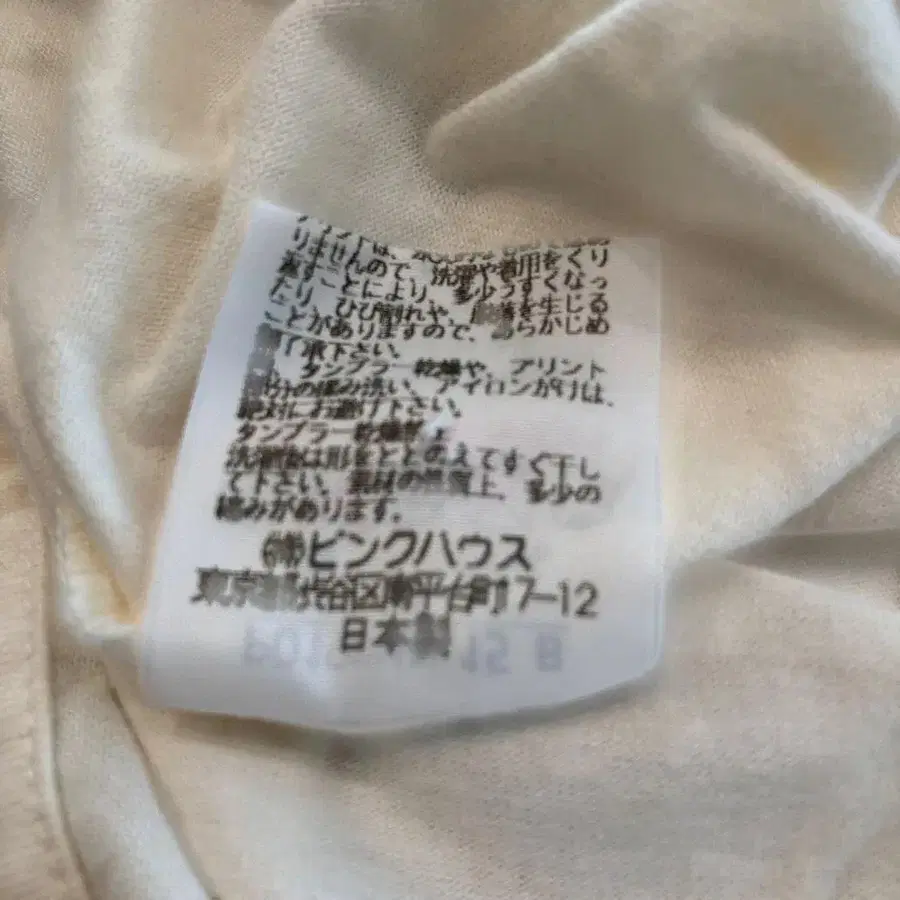 りませんので、洗濯や着用をくり
返すことにより、多少うすくなっ
たり、ひび割れや、を生じる
ことがありますので、らかじめ
了承下さい。
タンブラー乾燥や、プリント
部分の揉み洗い、アイロンがけは、
絶対にお避け下さい。
タンブラー乾燥禁止
洗濯後は形をととのえてすぐ干し
て下さい。素材の性質上、多少の
縮みがあります。
㈱ピンクハウス
東京都渋谷区南平台町17-12
日本製